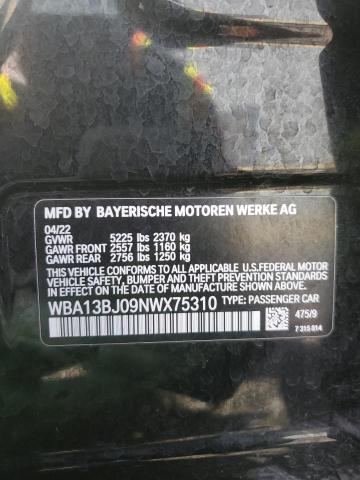 MFD BY BAYERISCHE MOTOREN WERKE AG
04/22
GVWR 5225 lbs 2370 kg
GAWR FRONT 2557 lbs 1160 kg
GAWR REAR 2756 lbs 1250 kg
THIS VEHICLE CONFORMS TO ALL APPLICABLE U.S. FEDERAL MOTOR
VEHICLE SAFETY, BUMPER, AND THEFT PREVENTION STANDARDS
IN EFFECT ON THE DATE OF MANUFACTURE SHOWN ABOVE.
WBA13BJ09NWX75310 TYPE: PASSENGER CAR
475/9
7 315 014